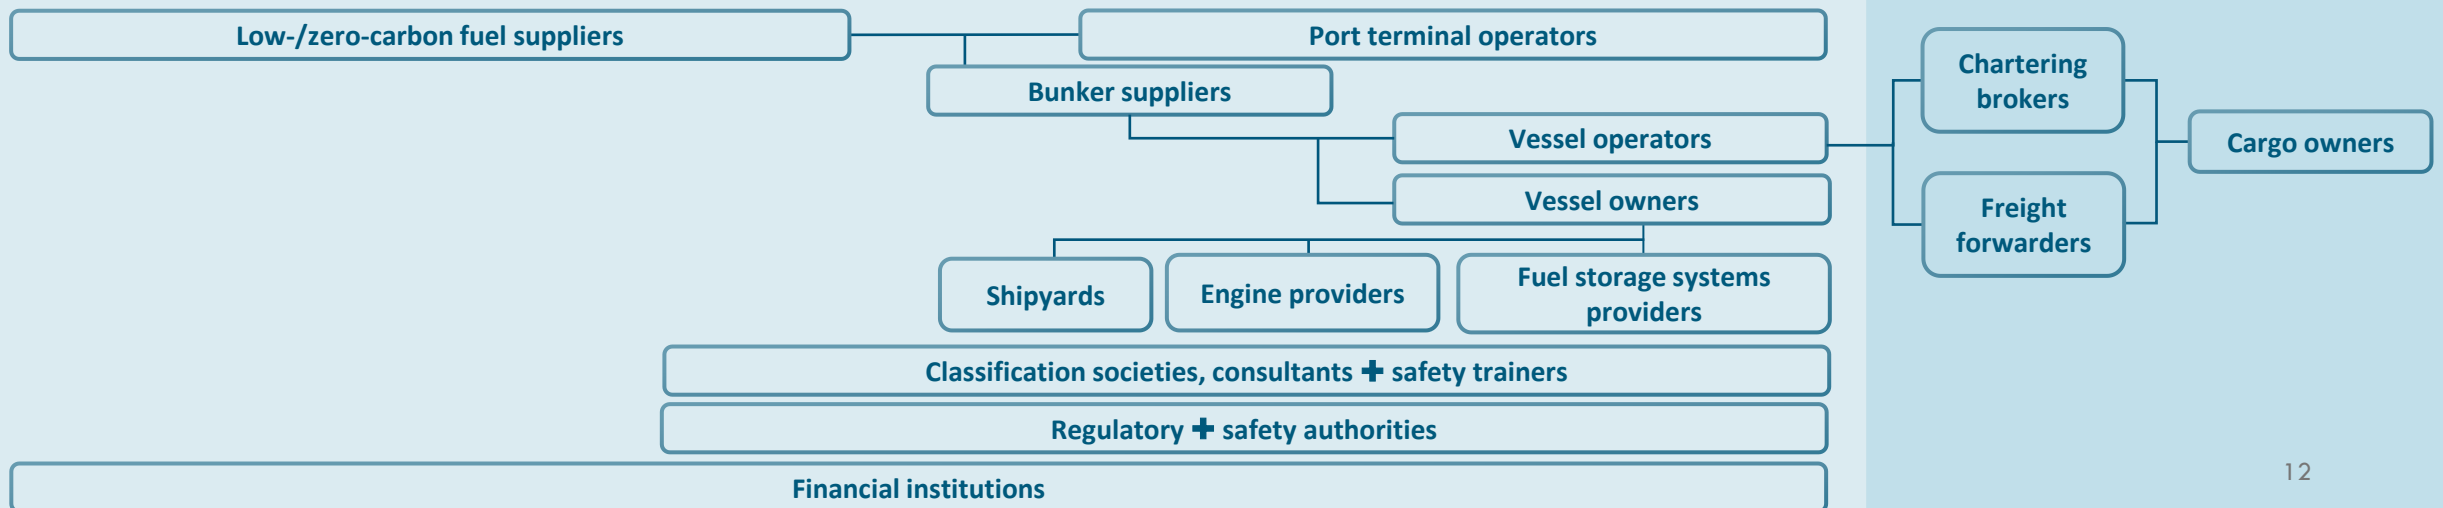 Low-/zero-carbon fuel suppliers
Port terminal operators
Bunker suppliers
Vessel operators
Vessel owners
Shipyards
Engine providers
Fuel storage systems
providers
Chartering
brokers
Freight
forwarders
Cargo owners
Classification societies, consultants ✚ safety trainers
Regulatory ✚ safety authorities
Financial institutions
12